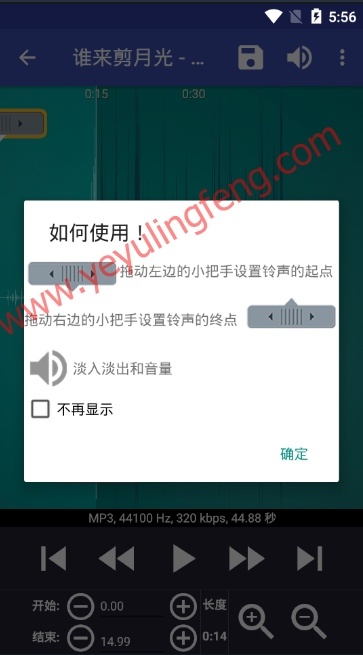 5:56
谁来剪月光 - ...
0:15 0:30
如何使用！
拖动左边的小把手设置铃声的起点
拖动右边的小把手设置铃声的终点
淡入淡出和音量
不再显示
确定
www.yeyulingfeng.com
MP3, 44100 Hz, 320 kbps, 44.88 秒
开始: 0.00 长度
结束: 14.99 0:14